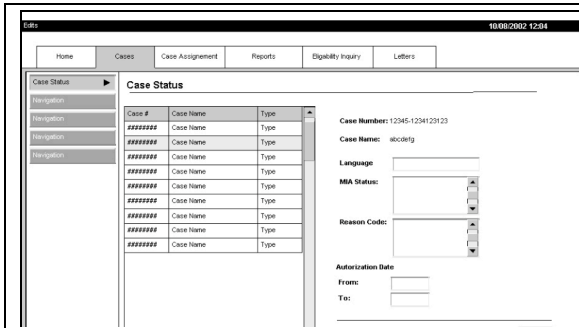 Edits 10/08/2002 12:04
Home Cases Case Assignement Reports Eligability Inquiry Letters
Case Status
Navigation
Navigation
Navigation
Navigation
Case Status
Case # Case Name Type
######## Case Name Type
######## Case Name Type
######## Case Name Type
######## Case Name Type
######## Case Name Type
######## Case Name Type
######## Case Name Type
######## Case Name Type
######## Case Name Type
Case Number: 12345-1234123123
Case Name: abcdefg
Language
MIA Status:
Reason Code:
Autorization Date
From:
To: